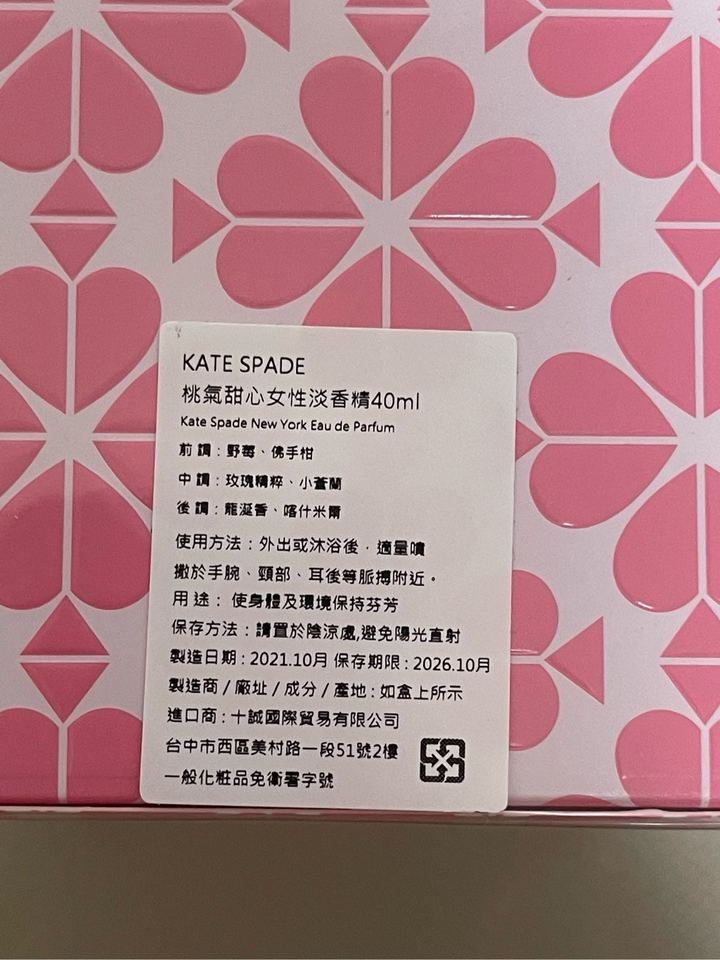 KATE SPADE
桃氣甜心女性淡香精40ml
Kate Spade New York Eau de Parfum
前調：野莓、佛手柑
中調：玫瑰精粹、小蒼蘭
後調：龍涎香、喀什米爾
使用方法：外出或沐浴後，適量噴
撒於手腕、頸部、耳後等脈搏附近。
用 途： 使身體及環境保持芬芳
保存方法：請置於陰涼處,避免陽光直射
製造日期：2021.10月 保存期限：2026.10月
製造商／廠址／成分／產地：如盒上所示
進口商：十誠國際貿易有限公司
台中市西區美村路一段51號2樓
一般化粧品免衛署字號